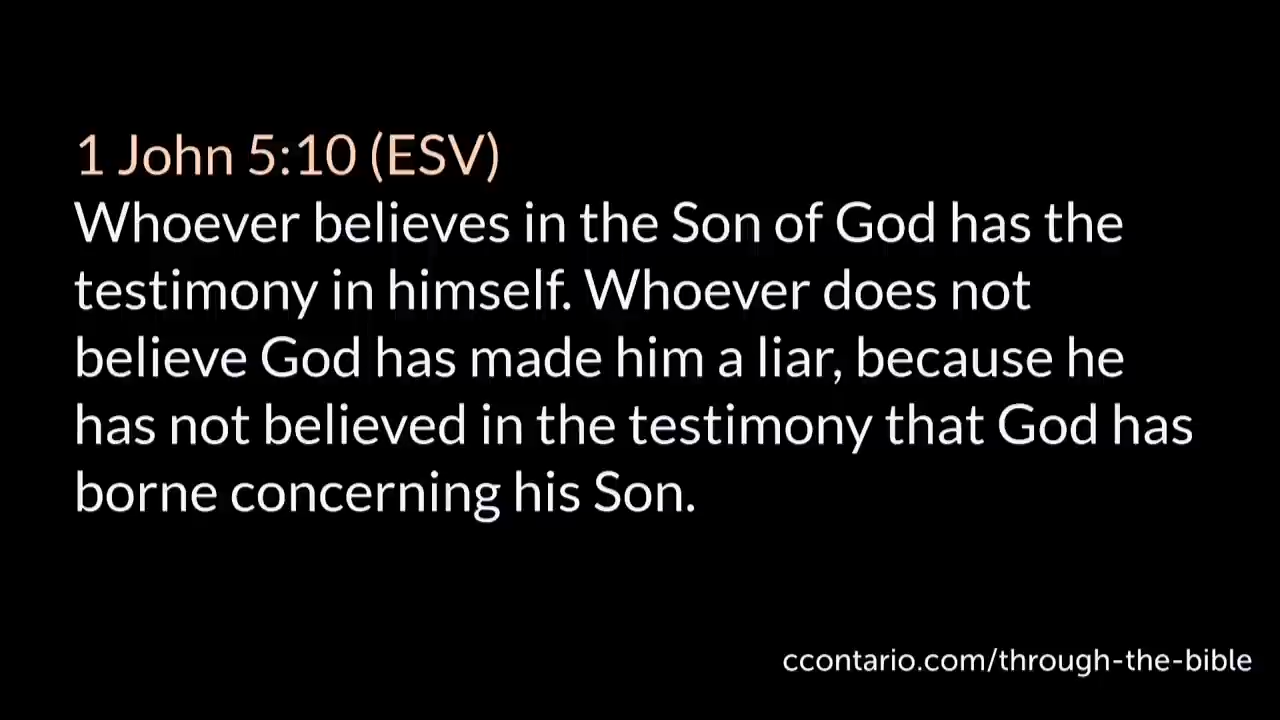 1 John 5:10 (ESV)
Whoever believes in the Son of God has the
testimony in himself. Whoever does not
believe God has made him a liar, because he
has not believed in the testimony that God has
borne concerning his Son.
ccontario.com/through-the-bible